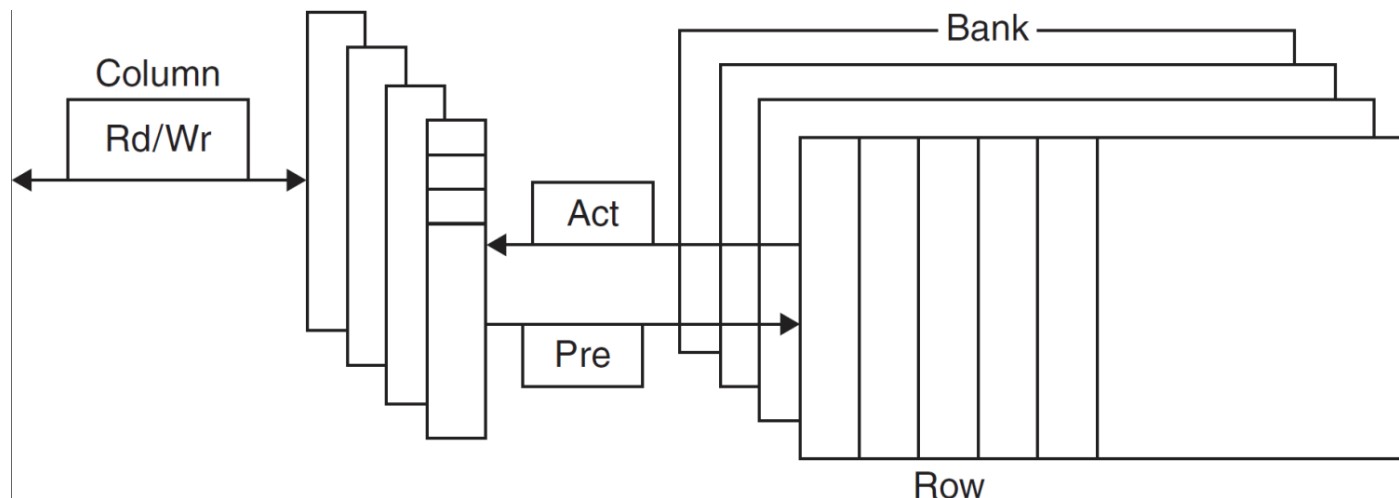 Bank
Column
Rd/Wr
Act
Pre
Row